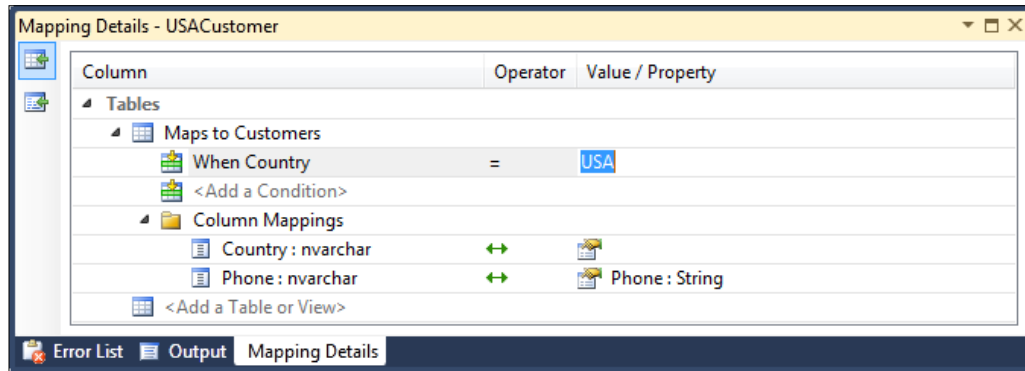 Mapping Details - USACustomer
Column Operator Value / Property
Tables
Maps to Customers
When Country = USA
<Add a Condition>
Column Mappings
Country : nvarchar
Phone : nvarchar Phone : String
<Add a Table or View>
Error List Output Mapping Details